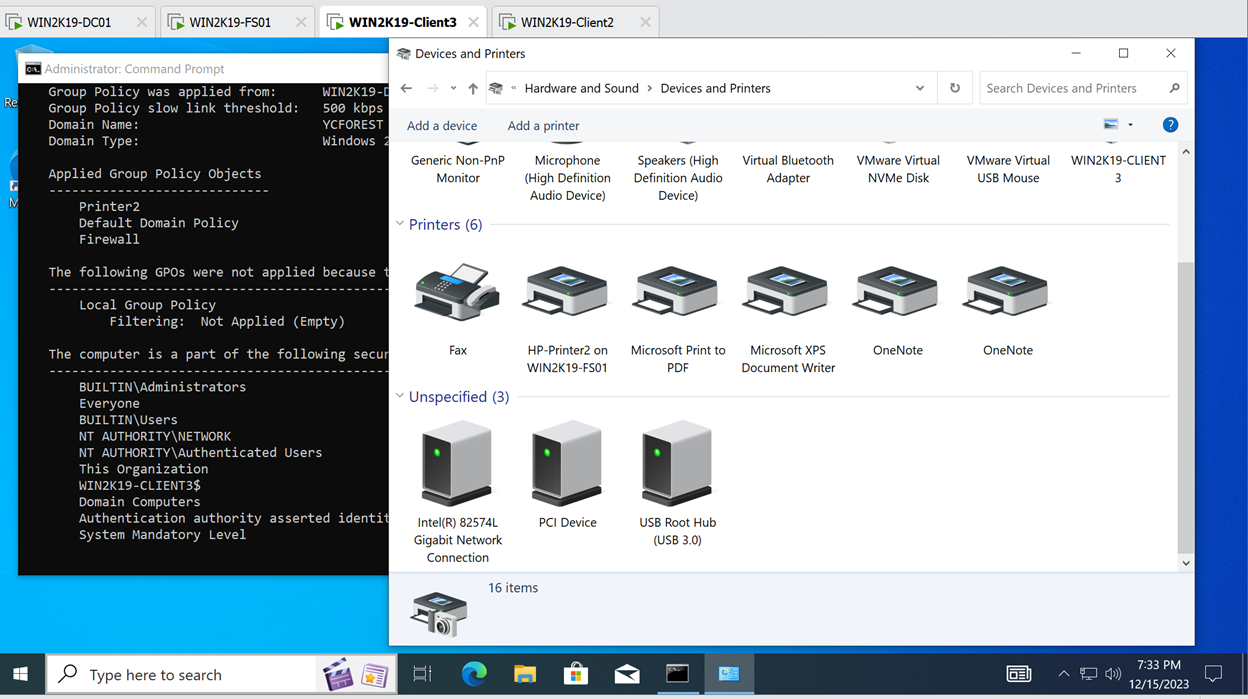 WIN2K19-DC01
WIN2K19-FS01
WIN2K19-Client3
WIN2K19-Client2
Administrator: Command Prompt
Group Policy was applied from: WIN2K19-D
Group Policy slow link threshold: 500 kbps
Domain Name: YCFOREST
Domain Type: Windows 2
Applied Group Policy Objects
-----------------------------
Printer2
Default Domain Policy
Firewall
The following GPOs were not applied because t
---------------------------------------------
Local Group Policy
Filtering: Not Applied (Empty)
The computer is a part of the following secur
---------------------------------------------
BUILTIN\Administrators
Everyone
BUILTIN\Users
NT AUTHORITY\NETWORK
NT AUTHORITY\Authenticated Users
This Organization
WIN2K19-CLIENT3$
Domain Computers
Authentication authority asserted identit
System Mandatory Level
Devices and Printers
« Hardware and Sound > Devices and Printers
Search Devices and Printers
Add a device
Add a printer
Generic Non-PnP
Monitor
Microphone
(High Definition
Audio Device)
Speakers (High
Definition Audio
Device)
Virtual Bluetooth
Adapter
VMware Virtual
NVMe Disk
VMware Virtual
USB Mouse
WIN2K19-CLIENT
3
Printers (6)
Fax
HP-Printer2 on
WIN2K19-FS01
Microsoft Print to
PDF
Microsoft XPS
Document Writer
OneNote
OneNote
Unspecified (3)
Intel(R) 82574L
Gigabit Network
Connection
PCI Device
USB Root Hub
(USB 3.0)
16 items
Re
M
Type here to search
7:33 PM
12/15/2023